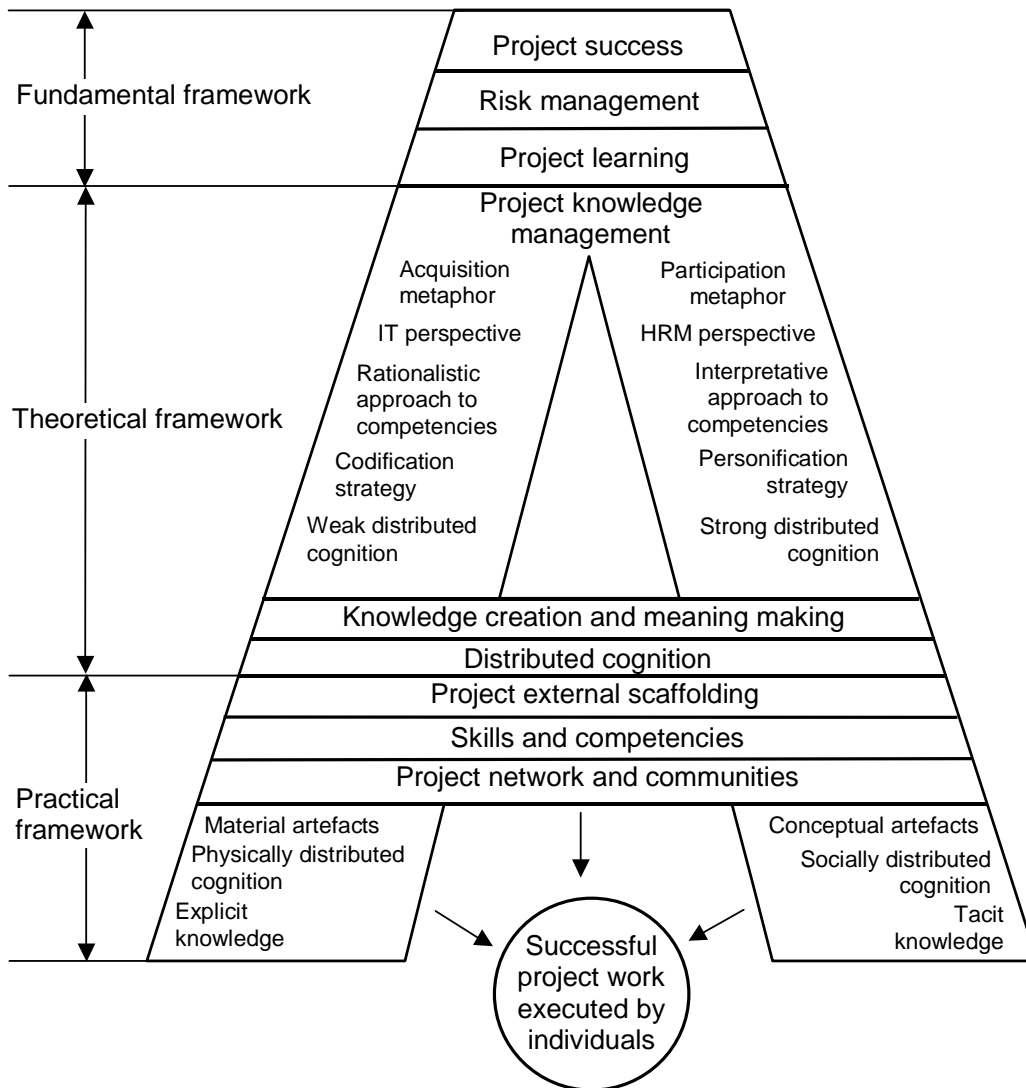 Project success
Fundamental framework
Risk management
Project learning
Theoretical framework
Project knowledge
management
Acquisition
metaphor
IT perspective
Rationalistic
approach to
competencies
Codification
strategy
Weak distributed
cognition
Participation
metaphor
HRM perspective
Interpretative
approach to
competencies
Personification
strategy
Strong distributed
cognition
Knowledge creation and meaning making
Distributed cognition
Practical
framework
Project external scaffolding
Skills and competencies
Project network and communities
Material artefacts
Physically distributed
cognition
Explicit
knowledge
Conceptual artefacts
Socially distributed
cognition
Tacit
knowledge
Successful
project work
executed by
individuals